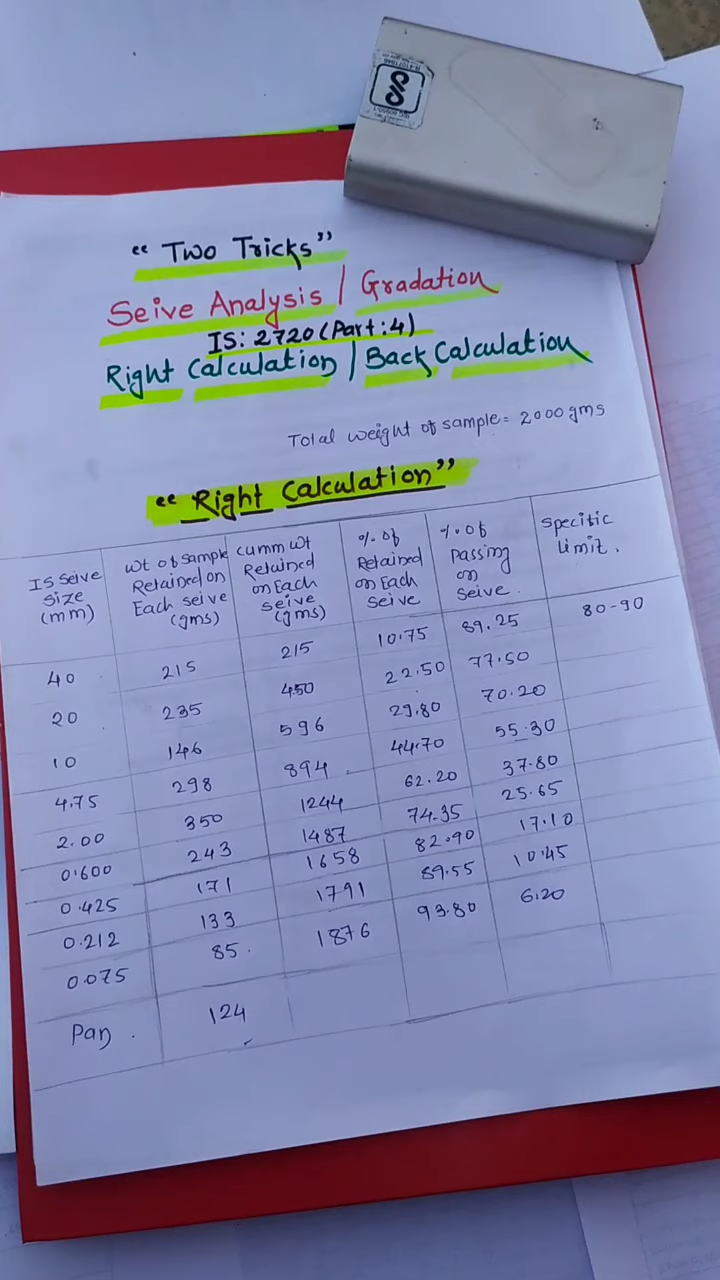 “ Two Tricks”
Seive Analysis / Gradation
IS: 2720 (Part:4)
Right Calculation / Back Calculation
Total weight of sample = 2000 gms
“ Right Calculation”
IS Seive Size (mm) | Wt of sample Retained on Each seive (gms) | cumm wt Retained on Each seive (gms) | %.of Retained on Each seive | %.of Passing on seive. | Specific limit.
40 | 215 | 215 | 10.75 | 89.25 | 80-90
20 | 235 | 450 | 22.50 | 77.50
10 | 146 | 596 | 29.80 | 70.20
4.75 | 298 | 894 | 44.70 | 55.30
2.00 | 350 | 1244 | 62.20 | 37.80
0.600 | 243 | 1487 | 74.35 | 25.65
0.425 | 171 | 1658 | 82.90 | 17.10
0.212 | 133 | 1791 | 89.55 | 10.45
0.075 | 85. | 1876 | 93.80 | 6.20
Pan . | 124